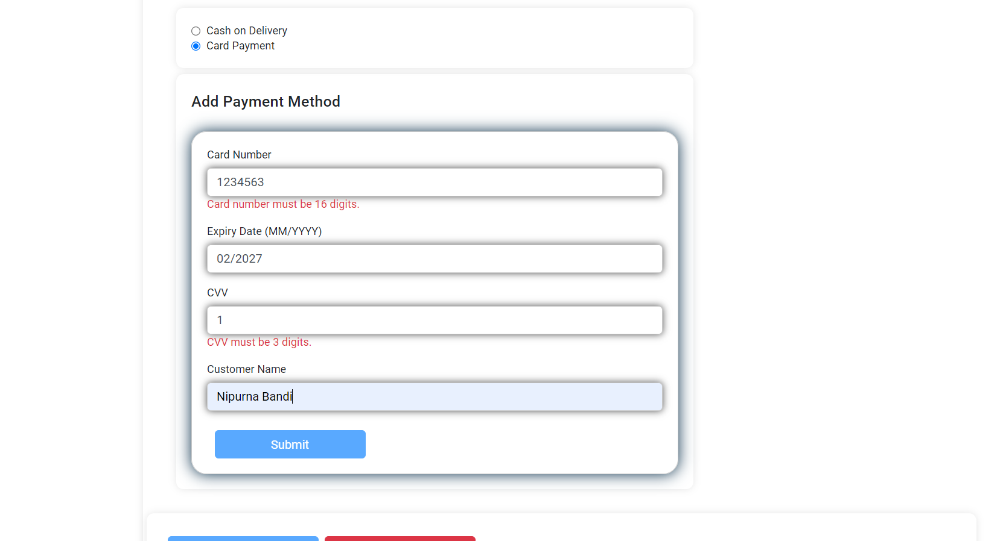 Cash on Delivery
Card Payment
Add Payment Method
Card Number
1234563
Card number must be 16 digits.
Expiry Date (MM/YYYY)
02/2027
CVV
1
CVV must be 3 digits.
Customer Name
Nipurna Bandi
Submit